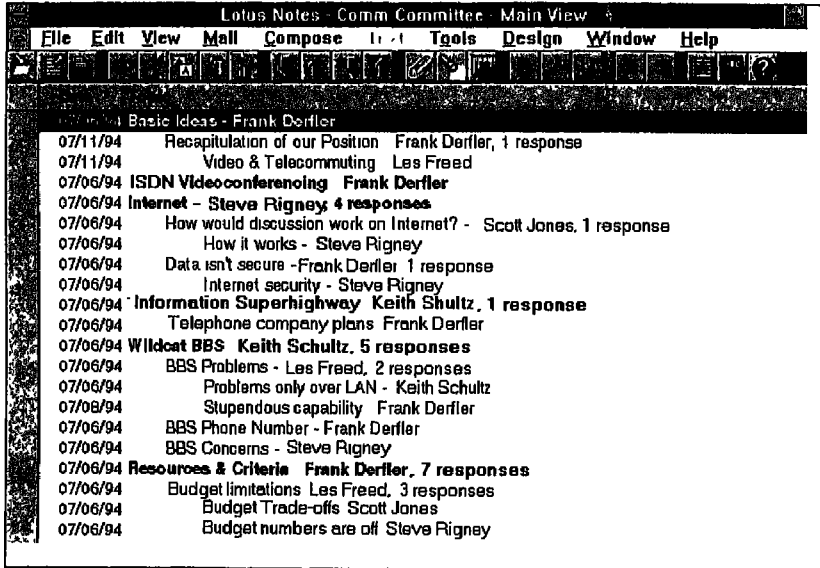 Lotus Notes - Comm Committee - Main View
File Edit View Mail Compose Text Tools Design Window Help
Basic Ideas - Frank Derfler
07/11/94 Recapitulation of our Position Frank Derfler, 1 response
07/11/94 Video & Telecommuting Les Freed
07/06/94 ISDN Videoconferencing Frank Derfler
07/06/94 Internet - Steve Rigney, 4 responses
07/06/94 How would discussion work on Internet? - Scott Jones, 1 response
07/06/94 How it works - Steve Rigney
07/06/94 Data isn't secure - Frank Derfler 1 response
07/06/94 Internet security - Steve Rigney
07/06/94 Information Superhighway Keith Shultz, 1 response
07/06/94 Telephone company plans Frank Derfler
07/06/94 Wildcat BBS Keith Schultz, 5 responses
07/06/94 BBS Problems - Les Freed, 2 responses
07/06/94 Problems only over LAN - Keith Schultz
07/08/94 Stupendous capability Frank Derfler
07/06/94 BBS Phone Number - Frank Derfler
07/06/94 BBS Concerns - Steve Rigney
07/06/94 Resources & Criteria Frank Derfler, 7 responses
07/06/94 Budget limitations Les Freed, 3 responses
07/06/94 Budget Trade-offs Scott Jones
07/06/94 Budget numbers are off Steve Rigney